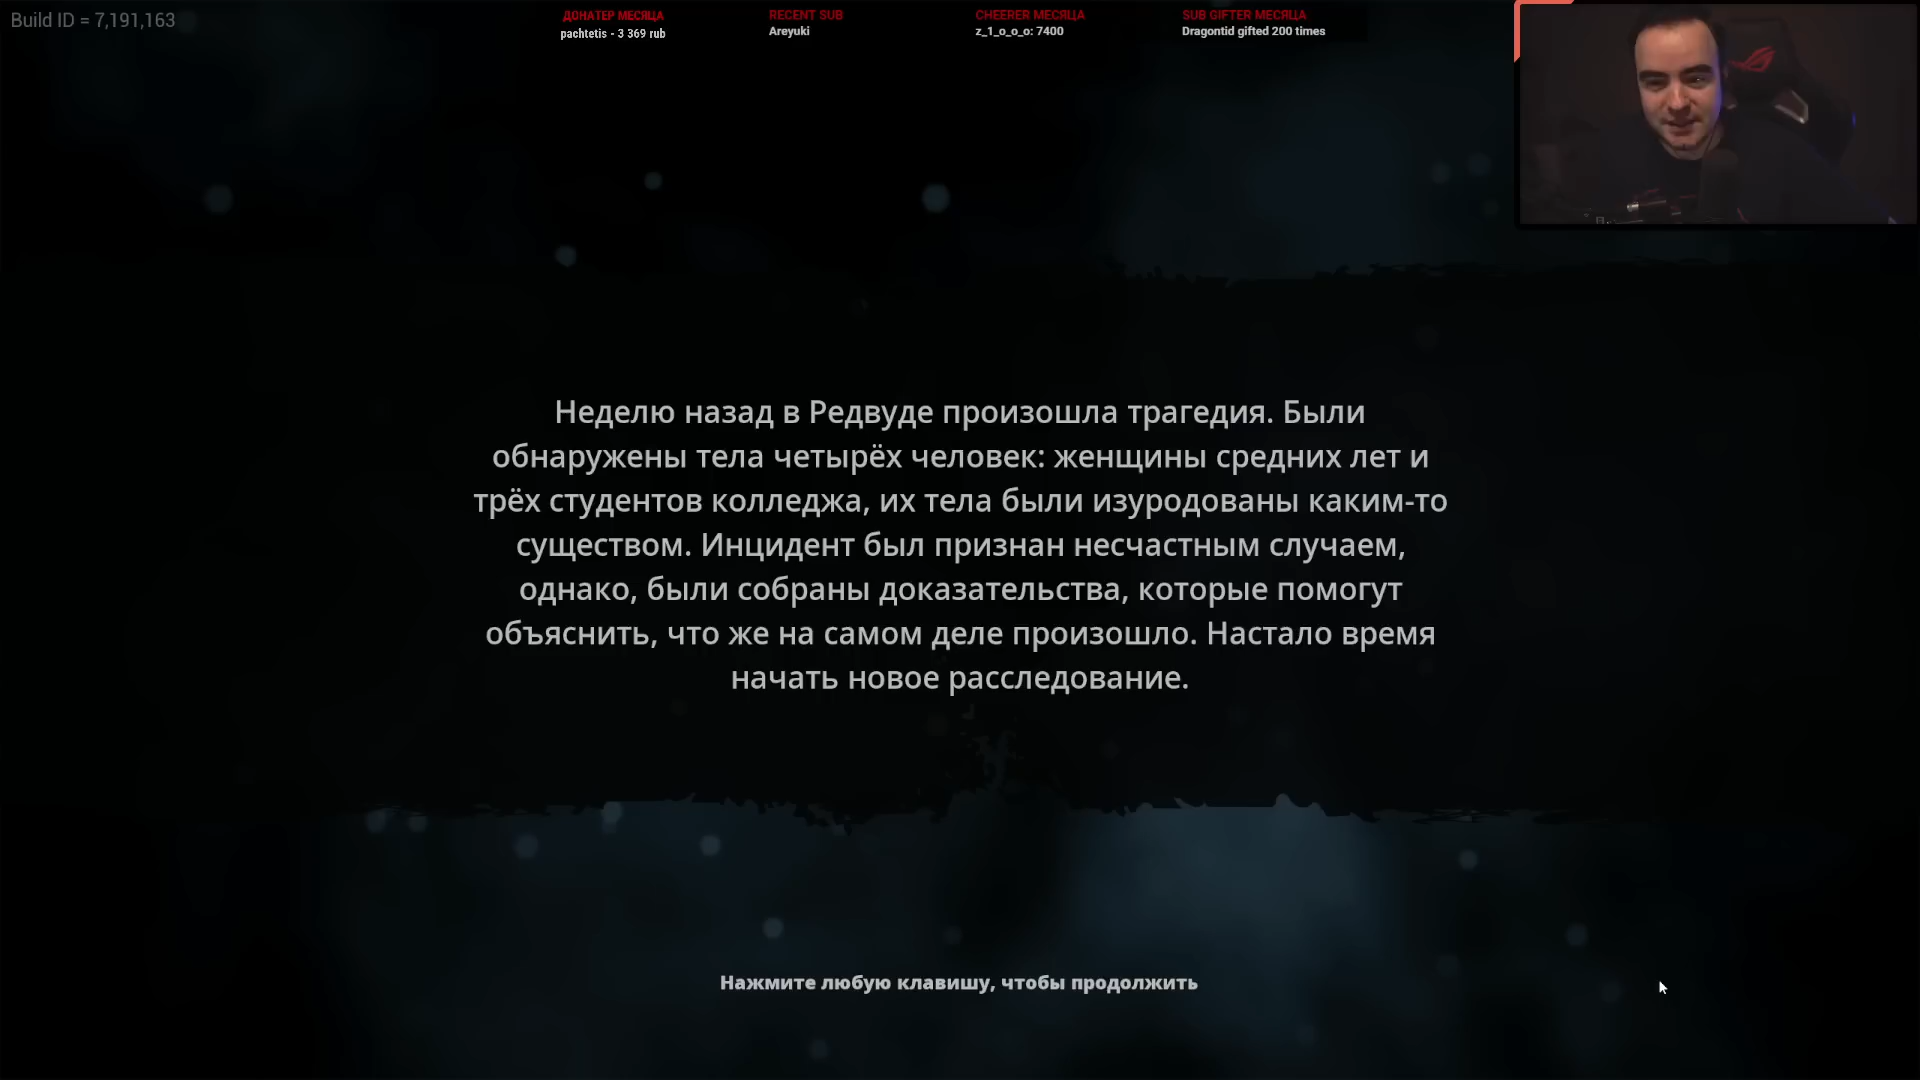 Build ID = 7,191,163
ДОНАТЕР МЕСЯЦА
pachtetis - 3 369 rub
RECENT SUB
Areyuki
CHEERER МЕСЯЦА
z_1_o_o_o: 7400
SUB GIFTER МЕСЯЦА
Dragontid gifted 200 times
Неделю назад в Редвуде произошла трагедия. Были
обнаружены тела четырёх человек: женщины средних лет и
трёх студентов колледжа, их тела были изуродованы каким-то
существом. Инцидент был признан несчастным случаем,
однако, были собраны доказательства, которые помогут
объяснить, что же на самом деле произошло. Настало время
начать новое расследование.
Нажмите любую клавишу, чтобы продолжить